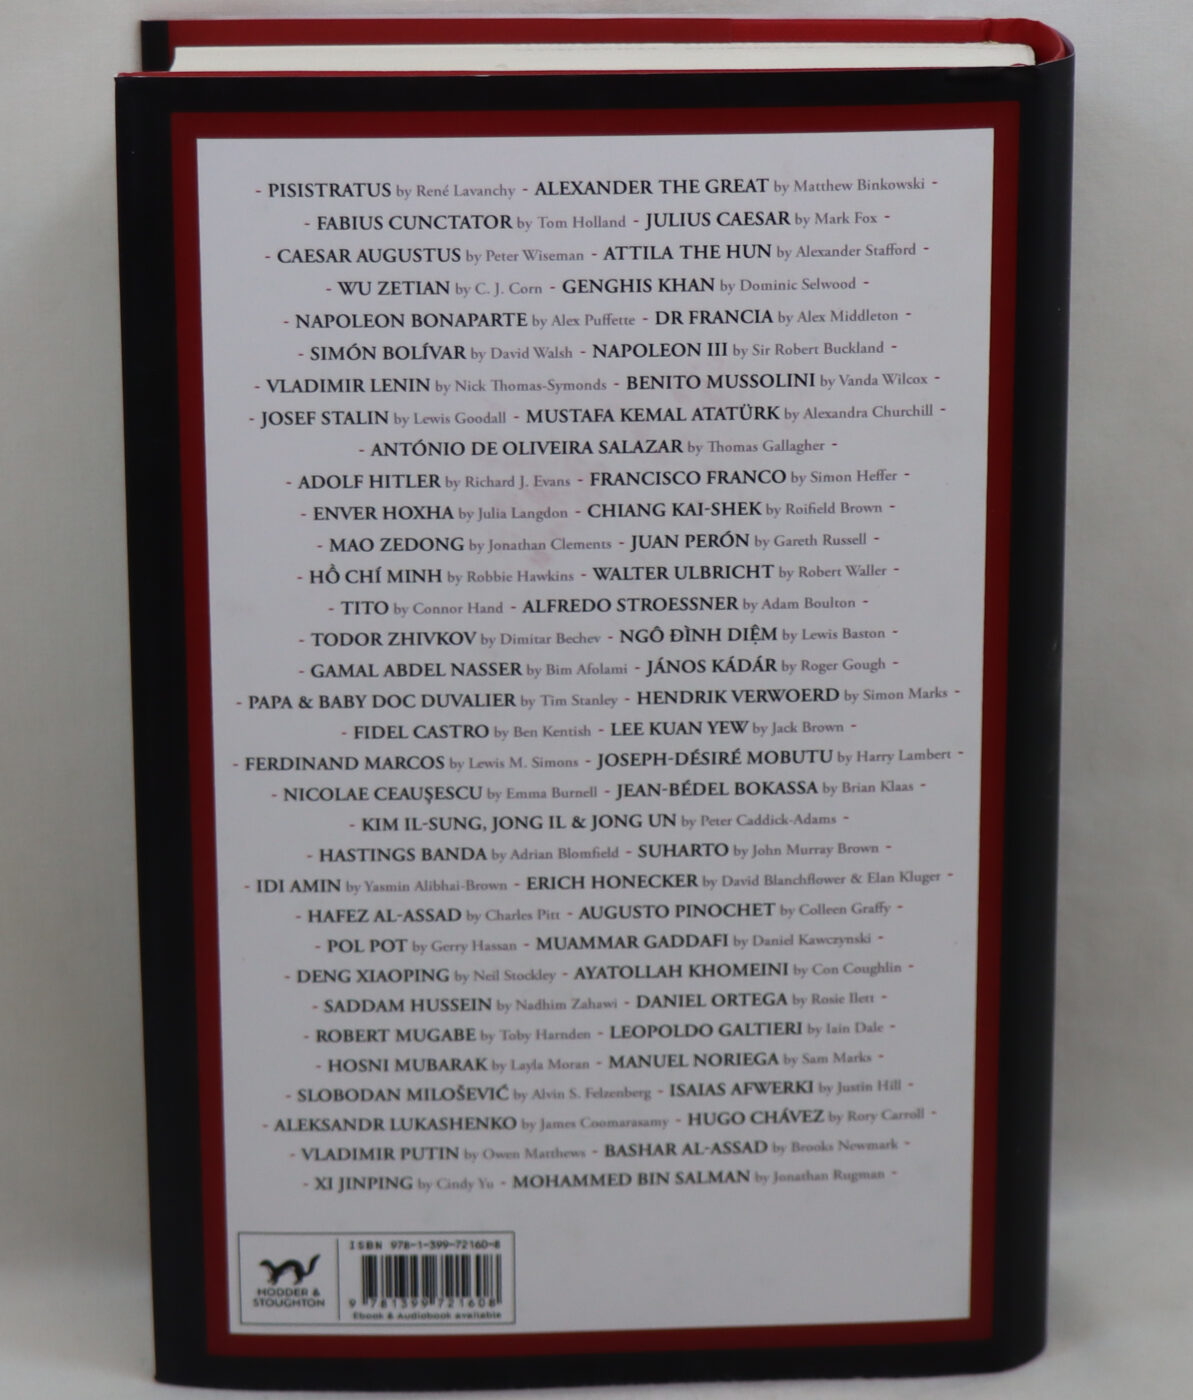 - PISISTRATUS by René Lavanchy - ALEXANDER THE GREAT by Matthew Binkowski -
- FABIUS CUNCTATOR by Tom Holland - JULIUS CAESAR by Mark Fox -
- CAESAR AUGUSTUS by Peter Wiseman - ATTILA THE HUN by Alexander Stafford -
- WU ZETIAN by C. J. Corn - GENGHIS KHAN by Dominic Selwood -
- NAPOLEON BONAPARTE by Alex Puffette - DR FRANCIA by Alex Middleton -
- SIMÓN BOLÍVAR by David Walsh - NAPOLEON III by Sir Robert Buckland -
- VLADIMIR LENIN by Nick Thomas-Symonds - BENITO MUSSOLINI by Vanda Wilcox -
- JOSEF STALIN by Lewis Goodall - MUSTAFA KEMAL ATATÜRK by Alexandra Churchill -
- ANTÓNIO DE OLIVEIRA SALAZAR by Thomas Gallagher -
- ADOLF HITLER by Richard J. Evans - FRANCISCO FRANCO by Simon Heffer -
- ENVER HOXHA by Julia Langdon - CHIANG KAI-SHEK by Roifield Brown -
- MAO ZEDONG by Jonathan Clements - JUAN PERÓN by Gareth Russell -
- HỒ CHÍ MINH by Robbie Hawkins - WALTER ULBRICHT by Robert Waller -
- TITO by Connor Hand - ALFREDO STROESSNER by Adam Boulton -
- TODOR ZHIVKOV by Dimitar Bechev - NGÔ ĐÌNH DIỆM by Lewis Baston -
- GAMAL ABDEL NASSER by Bim Afolami - JÁNOS KÁDÁR by Roger Gough -
- PAPA & BABY DOC DUVALIER by Tim Stanley - HENDRIK VERWOERD by Simon Marks -
- FIDEL CASTRO by Ben Kentish - LEE KUAN YEW by Jack Brown -
- FERDINAND MARCOS by Lewis M. Simons - JOSEPH-DÉSIRÉ MOBUTU by Harry Lambert -
- NICOLAE CEAUŞESCU by Emma Burnell - JEAN-BÉDEL BOKASSA by Brian Klaas -
- KIM IL-SUNG, JONG IL & JONG UN by Peter Caddick-Adams -
- HASTINGS BANDA by Adrian Blomfield - SUHARTO by John Murray Brown -
- IDI AMIN by Yasmin Alibhai-Brown - ERICH HONECKER by David Blanchflower & Elan Kluger -
- HAFEZ AL-ASSAD by Charles Pitt - AUGUSTO PINOCHET by Colleen Graffy -
- POL POT by Gerry Hassan - MUAMMAR GADDAFI by Daniel Kawczynski -
- DENG XIAOPING by Neil Stockley - AYATOLLAH KHOMEINI by Con Coughlin -
- SADDAM HUSSEIN by Nadhim Zahawi - DANIEL ORTEGA by Rosie Ilett -
- ROBERT MUGABE by Toby Harnden - LEOPOLDO GALTIERI by Iain Dale -
- HOSNI MUBARAK by Layla Moran - MANUEL NORIEGA by Sam Marks -
- SLOBODAN MILOŠEVIĆ by Alvin S. Felzenberg - ISAIAS AFWERKI by Justin Hill -
- ALEKSANDR LUKASHENKO by James Coomarasamy - HUGO CHÁVEZ by Rory Carroll -
- VLADIMIR PUTIN by Owen Matthews - BASHAR AL-ASSAD by Brooks Newmark -
- XI JINPING by Cindy Yu - MOHAMMED BIN SALMAN by Jonathan Rugman -
HODDER &
STOUGHTON
ISBN 978-1-399-72160-8
9 781399 721608
Ebook & Audiobook available